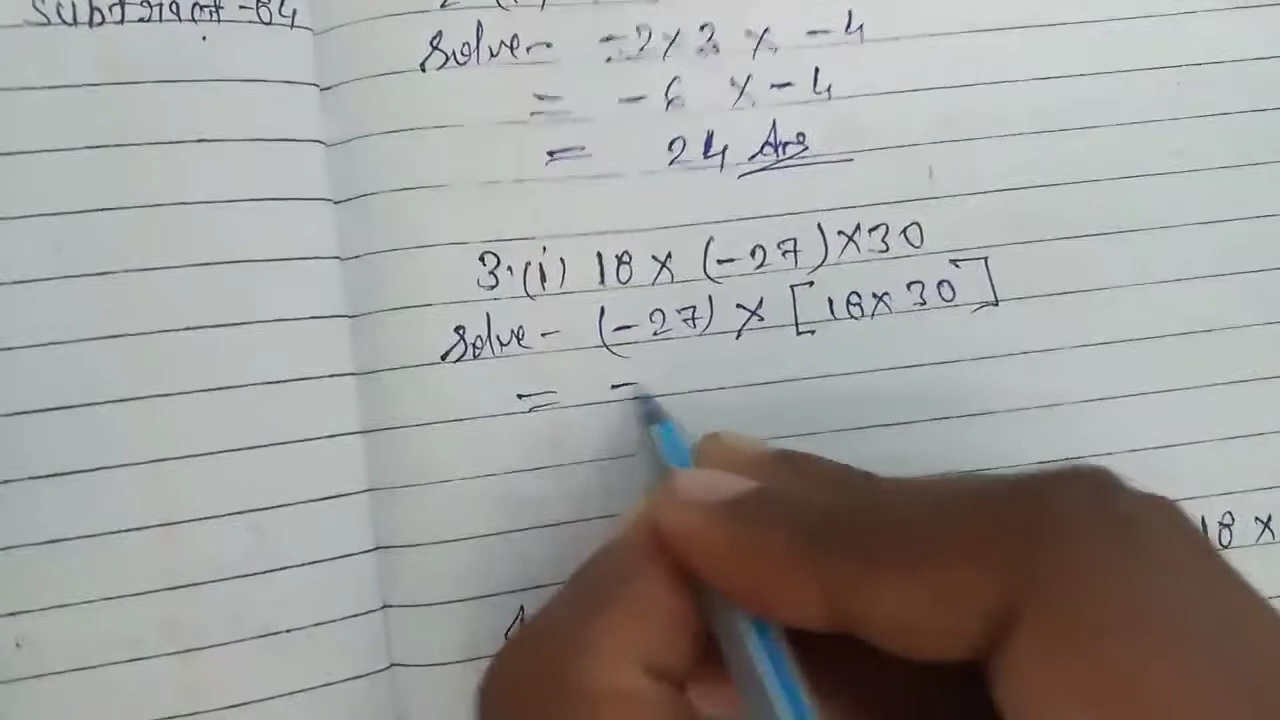 Solve- = -2 × 3 × -4
= -6 × -4
= 24 Ans
3.(i) 18 × (-27) × 30
Solve- (-27) × [18 × 30]
= -
18 ×